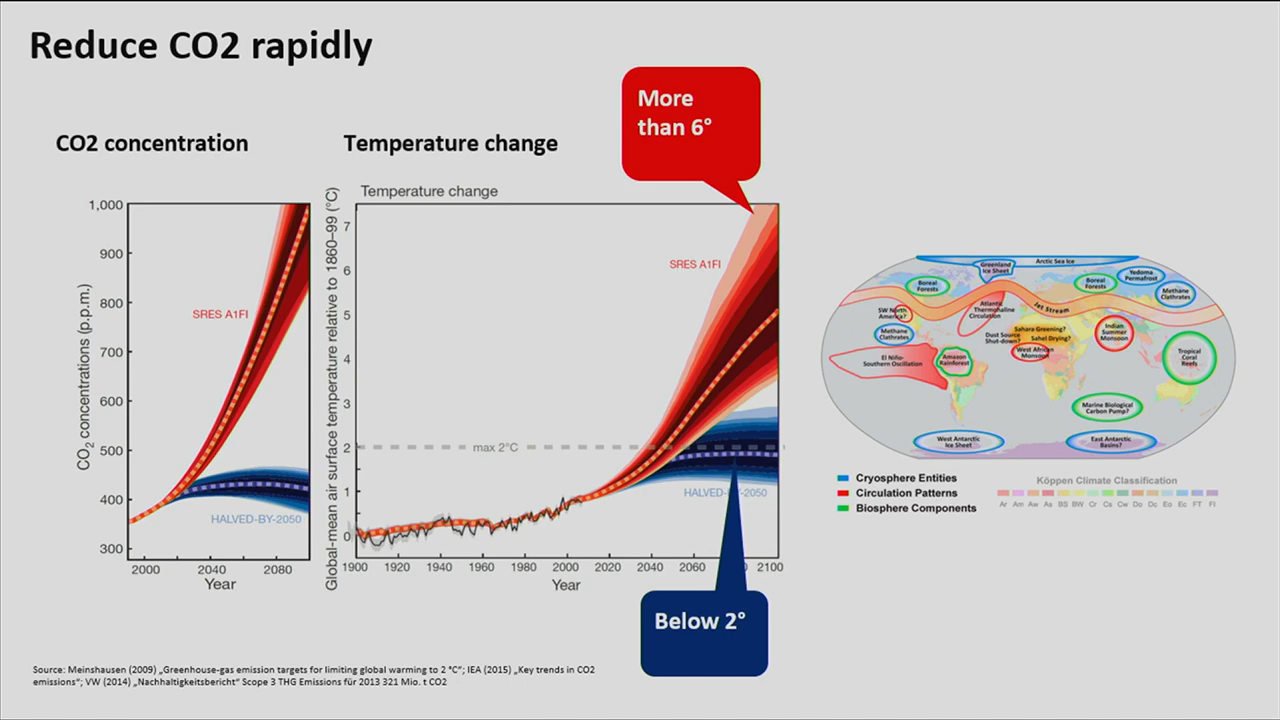 Reduce CO2 rapidly
More
than 6°
CO2 concentration
Temperature change
1,000
900
800
700
600
500
400
300
CO₂ concentrations (p.p.m.)
SRES A1FI
HALVED-BY-2050
2000
2040
2080
Year
Temperature change
Global-mean air surface temperature relative to 1860–99 (°C)
7
6
5
4
3
2
1
0
SRES A1FI
max 2°C
HALVED-BY-2050
1900
1920
1940
1960
1980
2000
2020
2040
2060
2100
Year
Below 2°
Arctic Sea Ice
Greenland
Ice Sheet
Boreal
Forests
Boreal
Forests
Yedoma
Permafrost
Methane
Clathrates
Atlantic
Thermohaline
Circulation
Jet Stream
SW North
America?
Methane
Clathrates
Sahara Greening?
Dust Source
Shut-down?
Sahel Drying?
West African
Monsoon
Indian
Summer
Monsoon
El Niño-
Southern Oscillation
Amazon
Rainforest
Tropical
Coral
Reefs
Marine Biological
Carbon Pump?
West Antarctic
Ice Sheet
East Antarctic
Basins?
Cryosphere Entities
Circulation Patterns
Biosphere Components
Köppen Climate Classification
Ar Am Aw As BS BW Cr Cs Cw Do Dc Eo Ec FT FI
Source: Meinshausen (2009) „Greenhouse-gas emission targets for limiting global warming to 2 °C“; IEA (2015) „Key trends in CO2
emissions“; VW (2014) „Nachhaltigkeitsbericht“ Scope 3 THG Emissions für 2013 321 Mio. t CO2